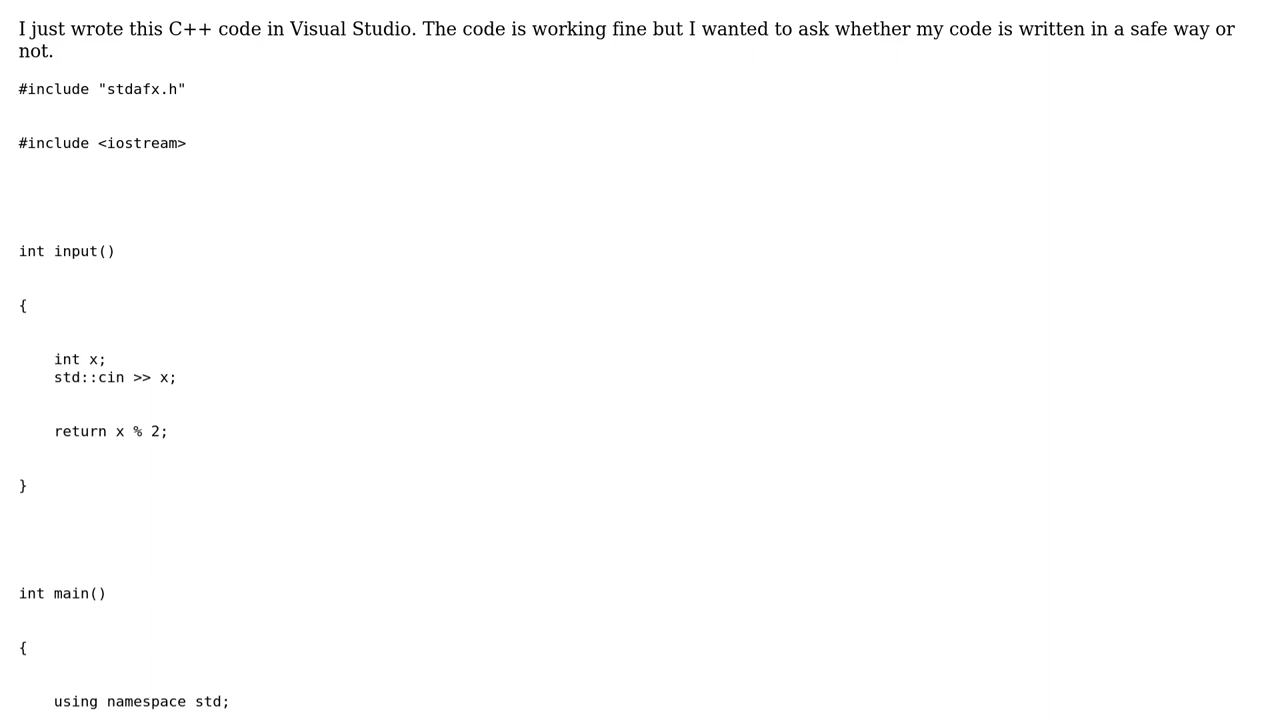 I just wrote this C++ code in Visual Studio. The code is working fine but I wanted to ask whether my code is written in a safe way or
not.
#include "stdafx.h"
#include <iostream>
int input()
{
    int x;
    std::cin >> x;
    return x % 2;
}
int main()
{
    using namespace std;